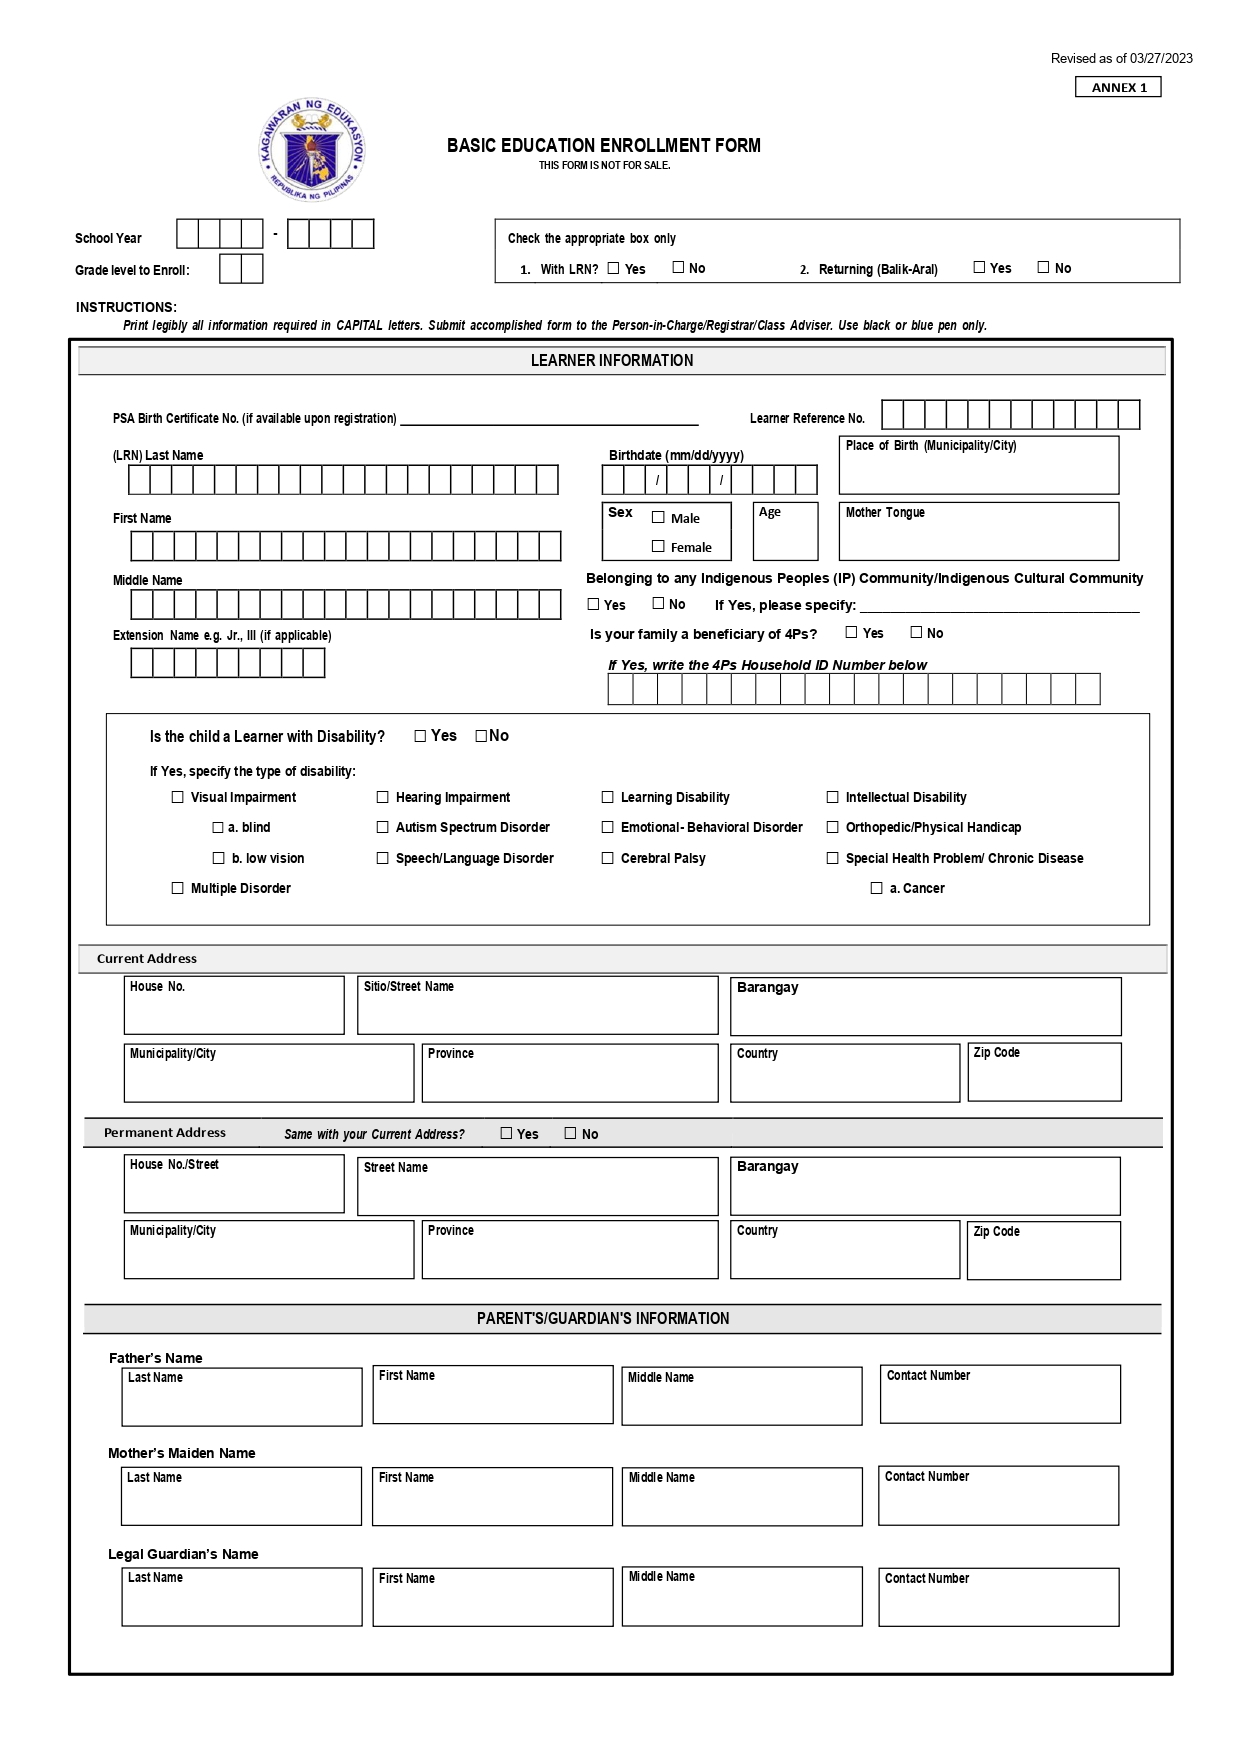 Revised as of 03/27/2023
ANNEX 1
KAGAWARAN NG EDUKASYON
REPUBLIKA NG PILIPINAS
BASIC EDUCATION ENROLLMENT FORM
THIS FORM IS NOT FOR SALE.
School Year - 
Check the appropriate box only
Grade level to Enroll:
1. With LRN? ☐ Yes ☐ No 2. Returning (Balik-Aral) ☐ Yes ☐ No
INSTRUCTIONS:
Print legibly all information required in CAPITAL letters. Submit accomplished form to the Person-in-Charge/Registrar/Class Adviser. Use black or blue pen only.
LEARNER INFORMATION
PSA Birth Certificate No. (if available upon registration) Learner Reference No.
(LRN) Last Name Birthdate (mm/dd/yyyy) Place of Birth (Municipality/City)
/ /
First Name Sex ☐ Male Age Mother Tongue
☐ Female
Middle Name Belonging to any Indigenous Peoples (IP) Community/Indigenous Cultural Community
☐ Yes ☐ No If Yes, please specify:
Extension Name e.g. Jr., III (if applicable) Is your family a beneficiary of 4Ps? ☐ Yes ☐ No
If Yes, write the 4Ps Household ID Number below
Is the child a Learner with Disability? ☐ Yes ☐ No
If Yes, specify the type of disability:
☐ Visual Impairment ☐ Hearing Impairment ☐ Learning Disability ☐ Intellectual Disability
☐ a. blind ☐ Autism Spectrum Disorder ☐ Emotional- Behavioral Disorder ☐ Orthopedic/Physical Handicap
☐ b. low vision ☐ Speech/Language Disorder ☐ Cerebral Palsy ☐ Special Health Problem/ Chronic Disease
☐ Multiple Disorder ☐ a. Cancer
Current Address
House No. Sitio/Street Name Barangay
Municipality/City Province Country Zip Code
Permanent Address Same with your Current Address? ☐ Yes ☐ No
House No./Street Street Name Barangay
Municipality/City Province Country Zip Code
PARENT'S/GUARDIAN'S INFORMATION
Father's Name
Last Name First Name Middle Name Contact Number
Mother's Maiden Name
Last Name First Name Middle Name Contact Number
Legal Guardian's Name
Last Name First Name Middle Name Contact Number